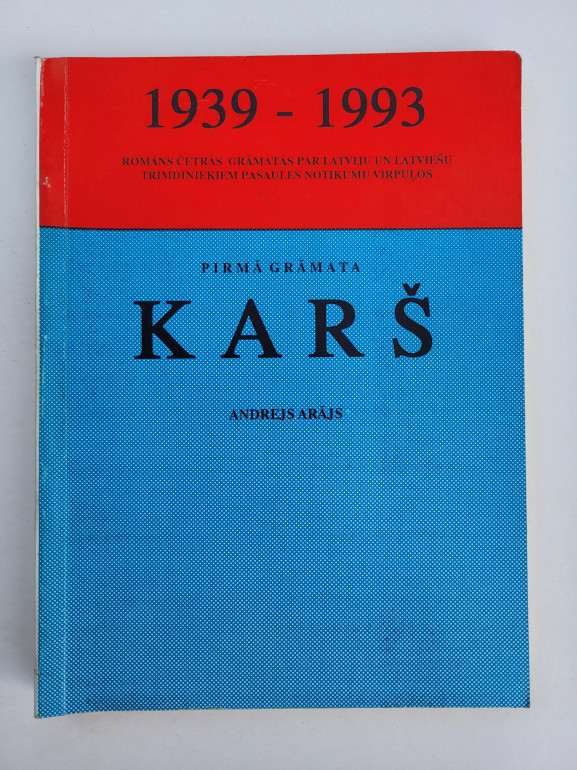 1939 - 1993
ROMĀNS ČETRĀS GRĀMATĀS PAR LATVIJU UN LATVIEŠU
TRIMDINIEKIEM PASAULES NOTIKUMU VIRPUĻOS
PIRMĀ GRĀMATA
KARŠ
ANDREJS ARĀJS